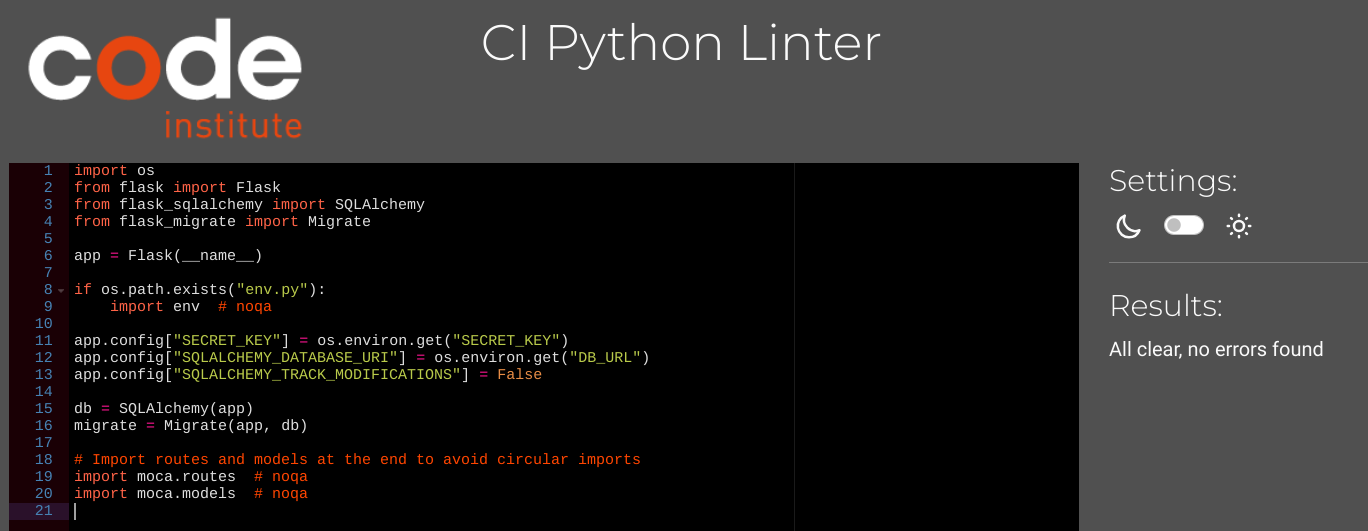 code
institute
CI Python Linter
1 import os
2 from flask import Flask
3 from flask_sqlalchemy import SQLAlchemy
4 from flask_migrate import Migrate
5
6 app = Flask(__name__)
7
8 if os.path.exists("env.py"):
9     import env  # noqa
10
11 app.config["SECRET_KEY"] = os.environ.get("SECRET_KEY")
12 app.config["SQLALCHEMY_DATABASE_URI"] = os.environ.get("DB_URL")
13 app.config["SQLALCHEMY_TRACK_MODIFICATIONS"] = False
14
15 db = SQLAlchemy(app)
16 migrate = Migrate(app, db)
17
18 # Import routes and models at the end to avoid circular imports
19 import moca.routes  # noqa
20 import moca.models  # noqa
21
Settings:
Results:
All clear, no errors found